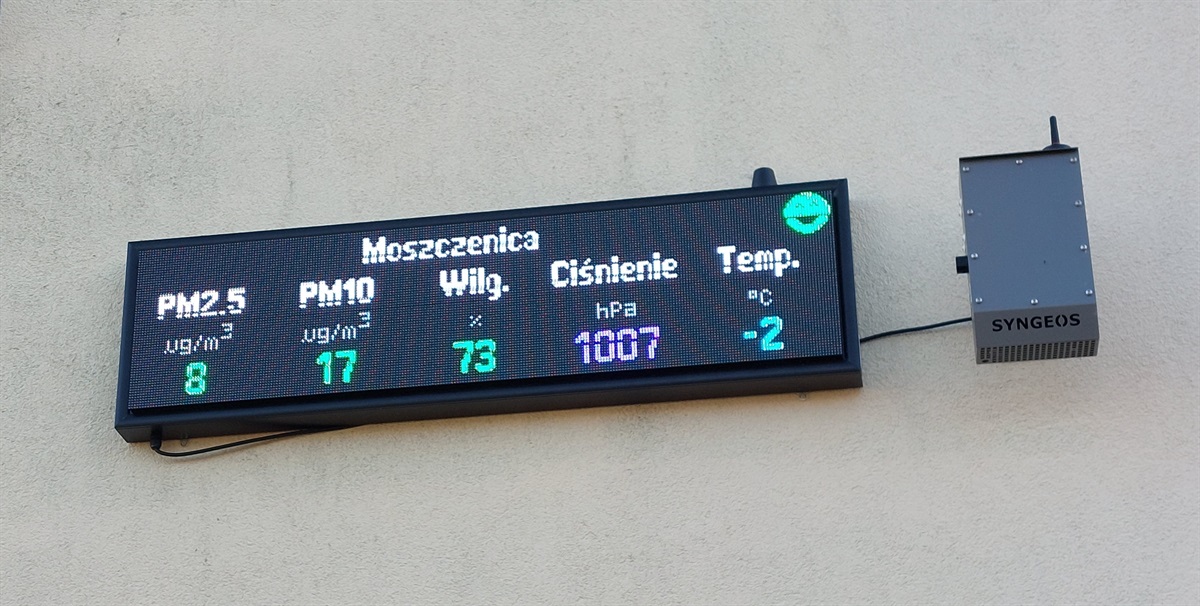 Moszczenica
PM2.5 PM10 Wilg. Ciśnienie Temp.
ug/m³ ug/m³ % hPa °C
8 17 73 1007 -2
SYNGEOS